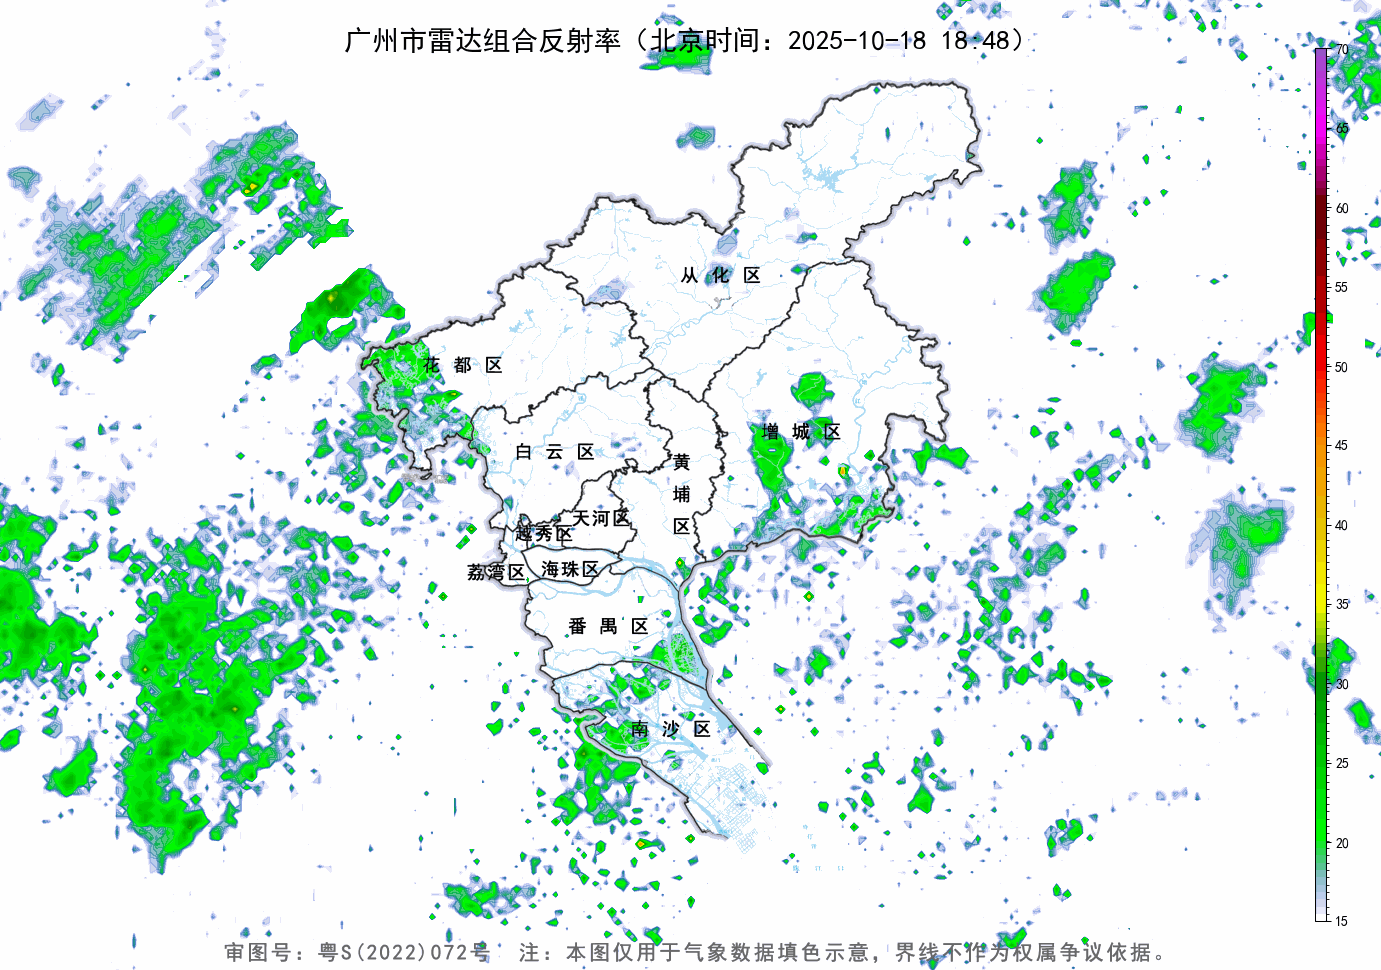 广州市雷达组合反射率（北京时间：2025-10-18 18:48）
70
65
60
55
50
45
40
35
30
25
20
15
从化区
花都区
增城区
白云区
黄埔区
天河区
越秀区
荔湾区
海珠区
番禺区
南沙区
审图号：粤S(2022)072号 注：本图仅用于气象数据填色示意，界线不作为权属争议依据。